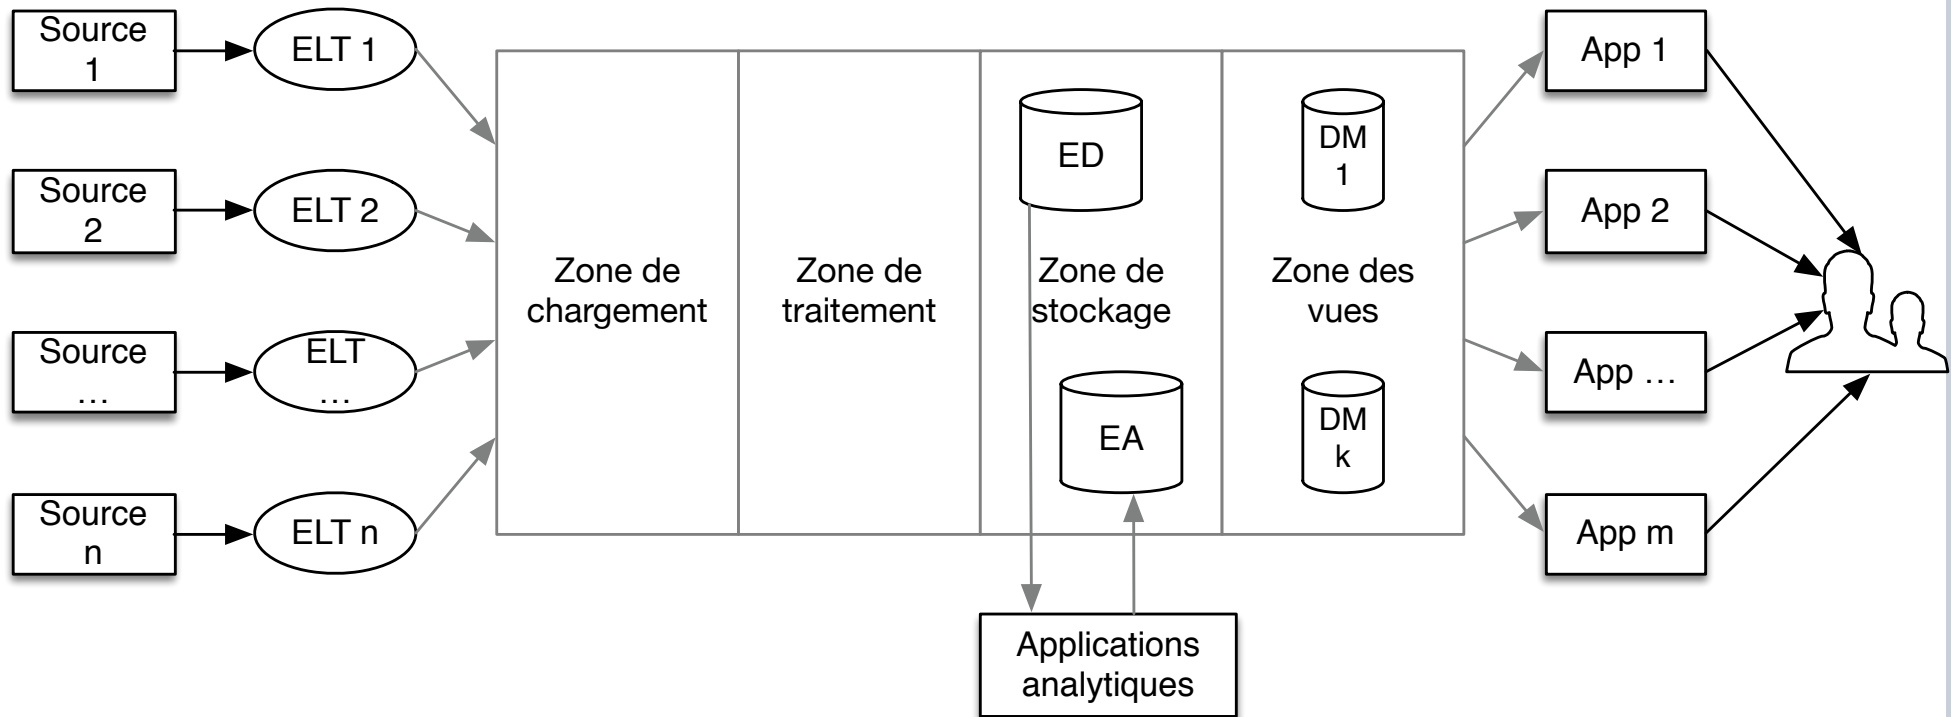 Source
1
ELT 1
App 1
Source
2
ELT 2
App 2
Source
...
ELT
...
App ...
Source
n
ELT n
App m
Zone de
chargement
Zone de
traitement
ED
Zone de
stockage
EA
DM
1
Zone des
vues
DM
k
Applications
analytiques